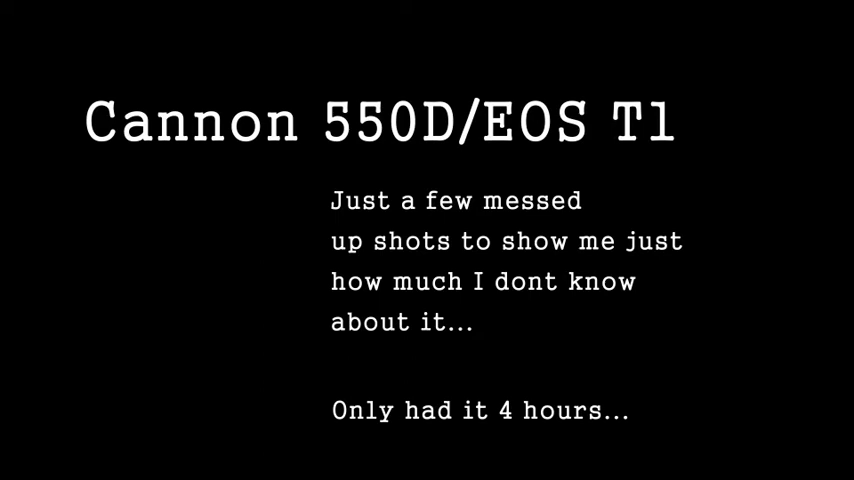 Cannon 550D/EOS T1
Just a few messed
up shots to show me just
how much I dont know
about it...
Only had it 4 hours...